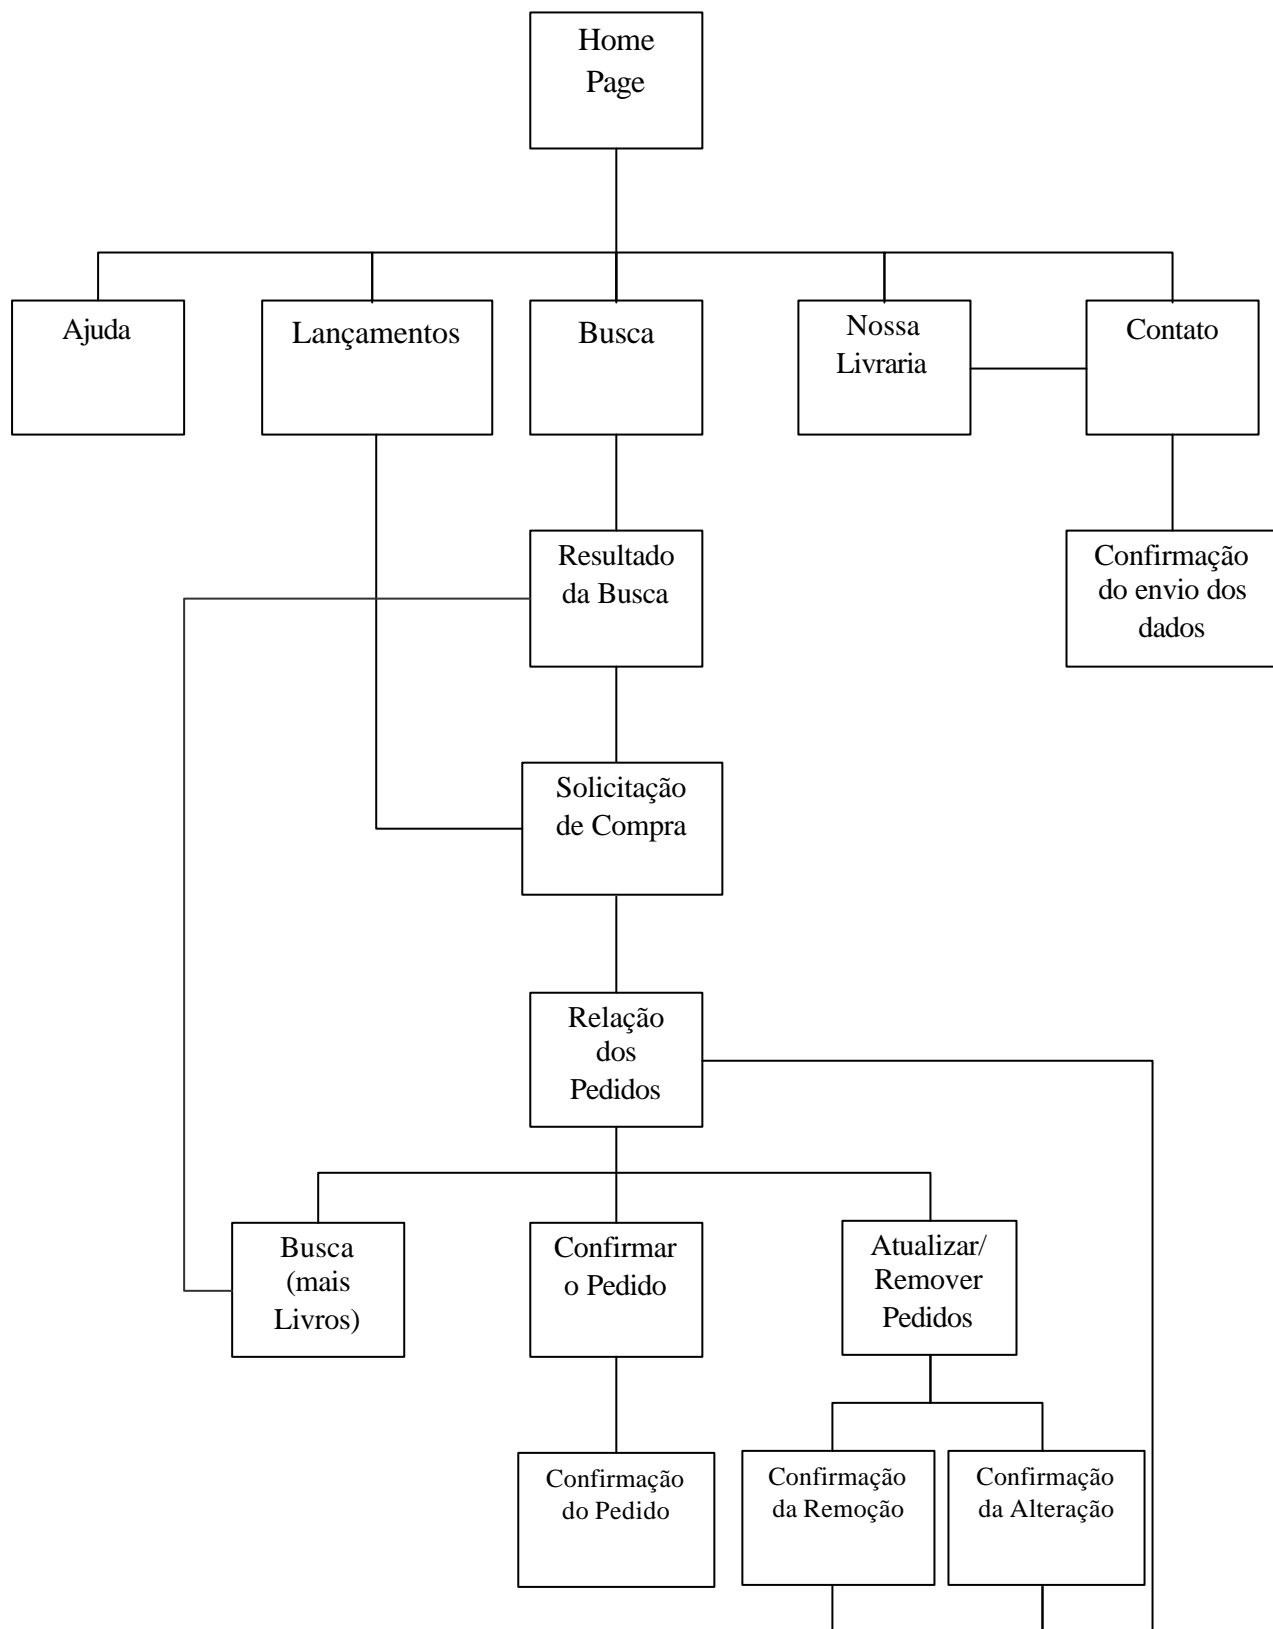 Home
Page
Ajuda
Lançamentos
Busca
Nossa
Livraria
Contato
Resultado
da Busca
Confirmação
do envio dos
dados
Solicitação
de Compra
Relação
dos
Pedidos
Busca
(mais
Livros)
Confirmar
o Pedido
Atualizar/
Remover
Pedidos
Confirmação
do Pedido
Confirmação
da Remoção
Confirmação
da Alteração